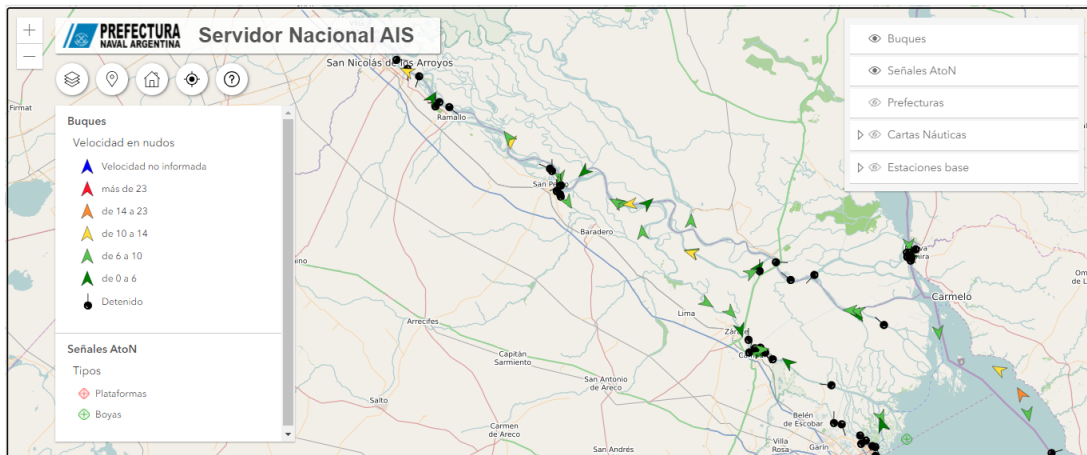 PREFECTURA
NAVAL ARGENTINA
Servidor Nacional AIS
Buques
Velocidad en nudos
Velocidad no informada
más de 23
de 14 a 23
de 10 a 14
de 6 a 10
de 0 a 6
Detenido
Señales AtoN
Tipos
Plataformas
Boyas
Buques
Señales AtoN
Prefecturas
Cartas Náuticas
Estaciones base
Firmat
San Nicolás de los Arroyos
Ramallo
Baradero
Lima
Carmelo
Arrecifes
Capitán
Sarmiento
San Antonio
de Areco
Salto
Carmen
de Areco
San Andrés
Belén
de Escobar
Villa
Rosa
Garín